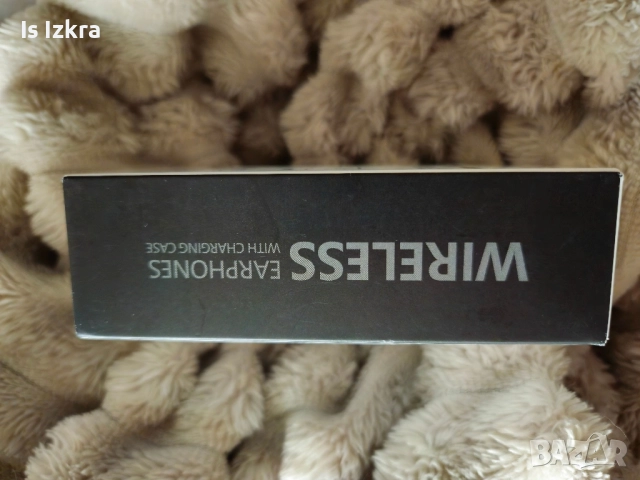 Is Izkra
WIRELESS
EARPHONES
WITH CHARGING CASE
BAZAR